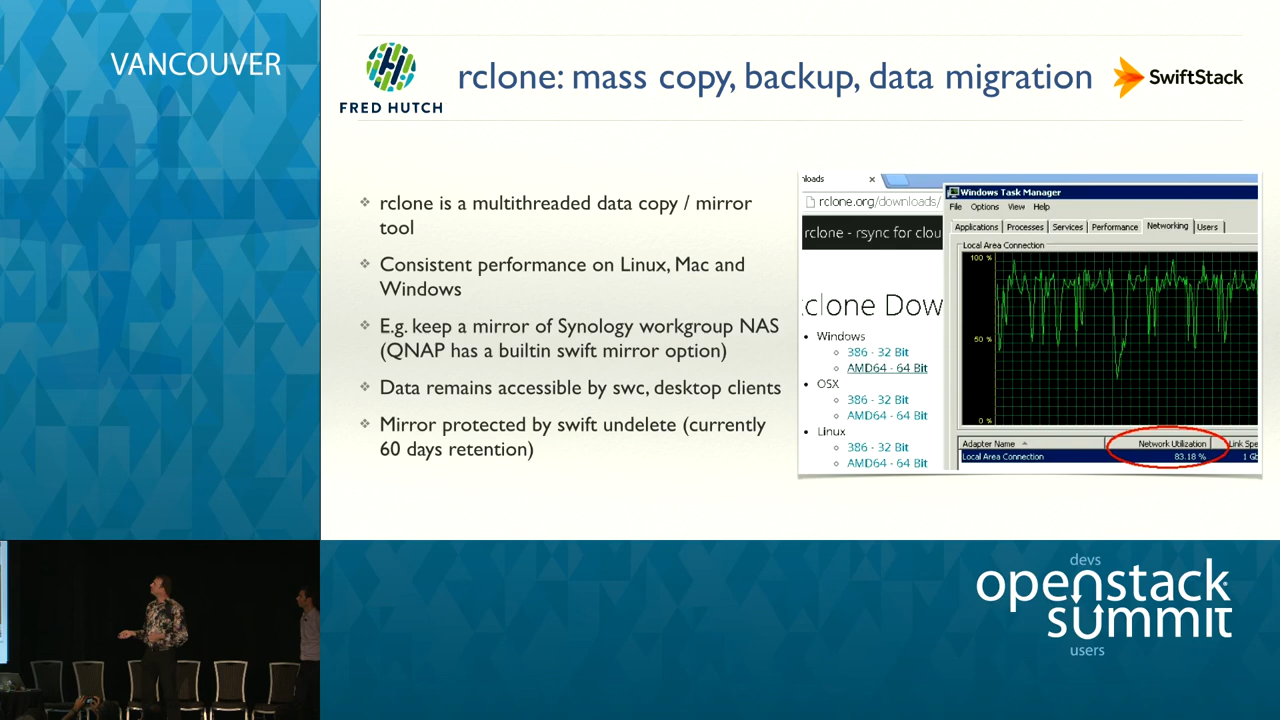 VANCOUVER
FRED HUTCH
rclone: mass copy, backup, data migration
SwiftStack
rclone is a multithreaded data copy / mirror
tool
Consistent performance on Linux, Mac and
Windows
E.g. keep a mirror of Synology workgroup NAS
(QNAP has a builtin swift mirror option)
Data remains accessible by swc, desktop clients
Mirror protected by swift undelete (currently
60 days retention)
nloads
rclone.org/downloads/
rclone - rsync for clou
clone Dow
Windows
386 - 32 Bit
AMD64 - 64 Bit
OSX
386 - 32 Bit
AMD64 - 64 Bit
Linux
386 - 32 Bit
AMD64 - 64 Bit
Windows Task Manager
File Options View Help
Applications Processes Services Performance Networking Users
Local Area Connection
100 %
50 %
0 %
Adapter Name Network Utilization Link Spe
Local Area Connection 83.18 % 1 Gb
devs
openstack
summit
users